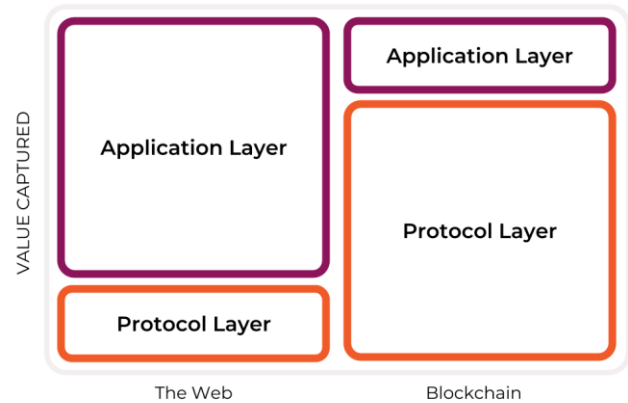 VALUE CAPTURED
Application Layer
Protocol Layer
The Web
Application Layer
Protocol Layer
Blockchain